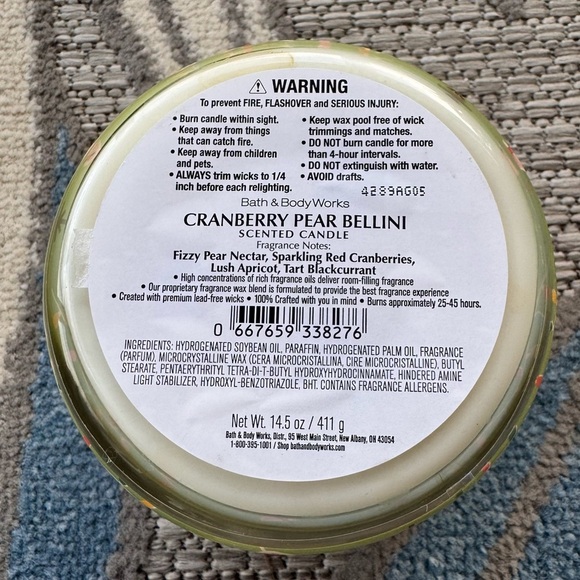 ⚠ WARNING
To prevent FIRE, FLASHOVER and SERIOUS INJURY:
• Burn candle within sight.
• Keep away from things
that can catch fire.
• Keep away from children
and pets.
• ALWAYS trim wicks to 1/4
inch before each relighting.
• Keep wax pool free of wick
trimmings and matches.
• DO NOT burn candle for more
than 4-hour intervals.
• DO NOT extinguish with water.
• AVOID drafts.
4289AG05
Bath & Body Works
CRANBERRY PEAR BELLINI
SCENTED CANDLE
Fragrance Notes:
Fizzy Pear Nectar, Sparkling Red Cranberries,
Lush Apricot, Tart Blackcurrant
• High concentrations of rich fragrance oils deliver room-filling fragrance
• Our proprietary fragrance wax blend is formulated to provide the best fragrance experience
• Created with premium lead-free wicks • 100% Crafted with you in mind • Burns approximately 25-45 hours.
0 667659 338276
INGREDIENTS: HYDROGENATED SOYBEAN OIL, PARAFFIN, HYDROGENATED PALM OIL, FRAGRANCE
(PARFUM), MICROCRYSTALLINE WAX (CERA MICROCRISTALLINA, CIRE MICROCRISTALLINE), BUTYL
STEARATE, PENTAERYTHRITYL TETRA-DI-T-BUTYL HYDROXYHYDROCINNAMATE, HINDERED AMINE
LIGHT STABILIZER, HYDROXYL-BENZOTRIAZOLE, BHT. CONTAINS FRAGRANCE ALLERGENS.
Net Wt. 14.5 oz / 411 g
Bath & Body Works, Distr., 95 West Main Street, New Albany, OH 43054
1-800-395-1001 / Shop bathandbodyworks.com